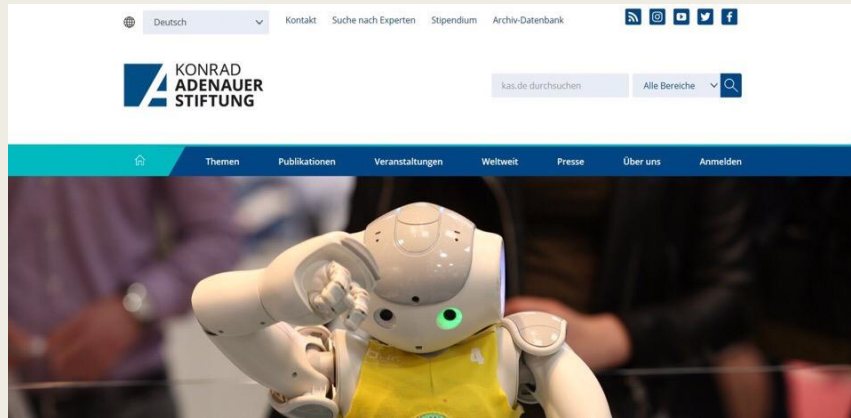 Deutsch
Kontakt Suche nach Experten Stipendium Archiv-Datenbank
KONRAD
ADENAUER
STIFTUNG
kas.de durchsuchen
Alle Bereiche
Themen Publikationen Veranstaltungen Weltweit Presse Über uns Anmelden
4